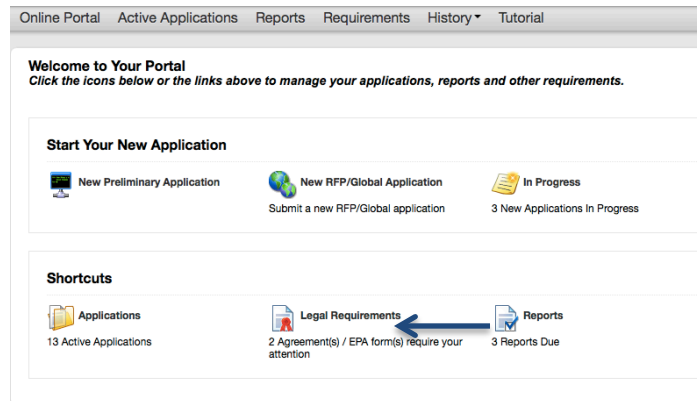 Online Portal Active Applications Reports Requirements History Tutorial
Welcome to Your Portal
Click the icons below or the links above to manage your applications, reports and other requirements.
Start Your New Application
New Preliminary Application New RFP/Global Application In Progress
Submit a new RFP/Global application 3 New Applications In Progress
Shortcuts
Applications Legal Requirements Reports
13 Active Applications 2 Agreement(s) / EPA form(s) require your 3 Reports Due
attention